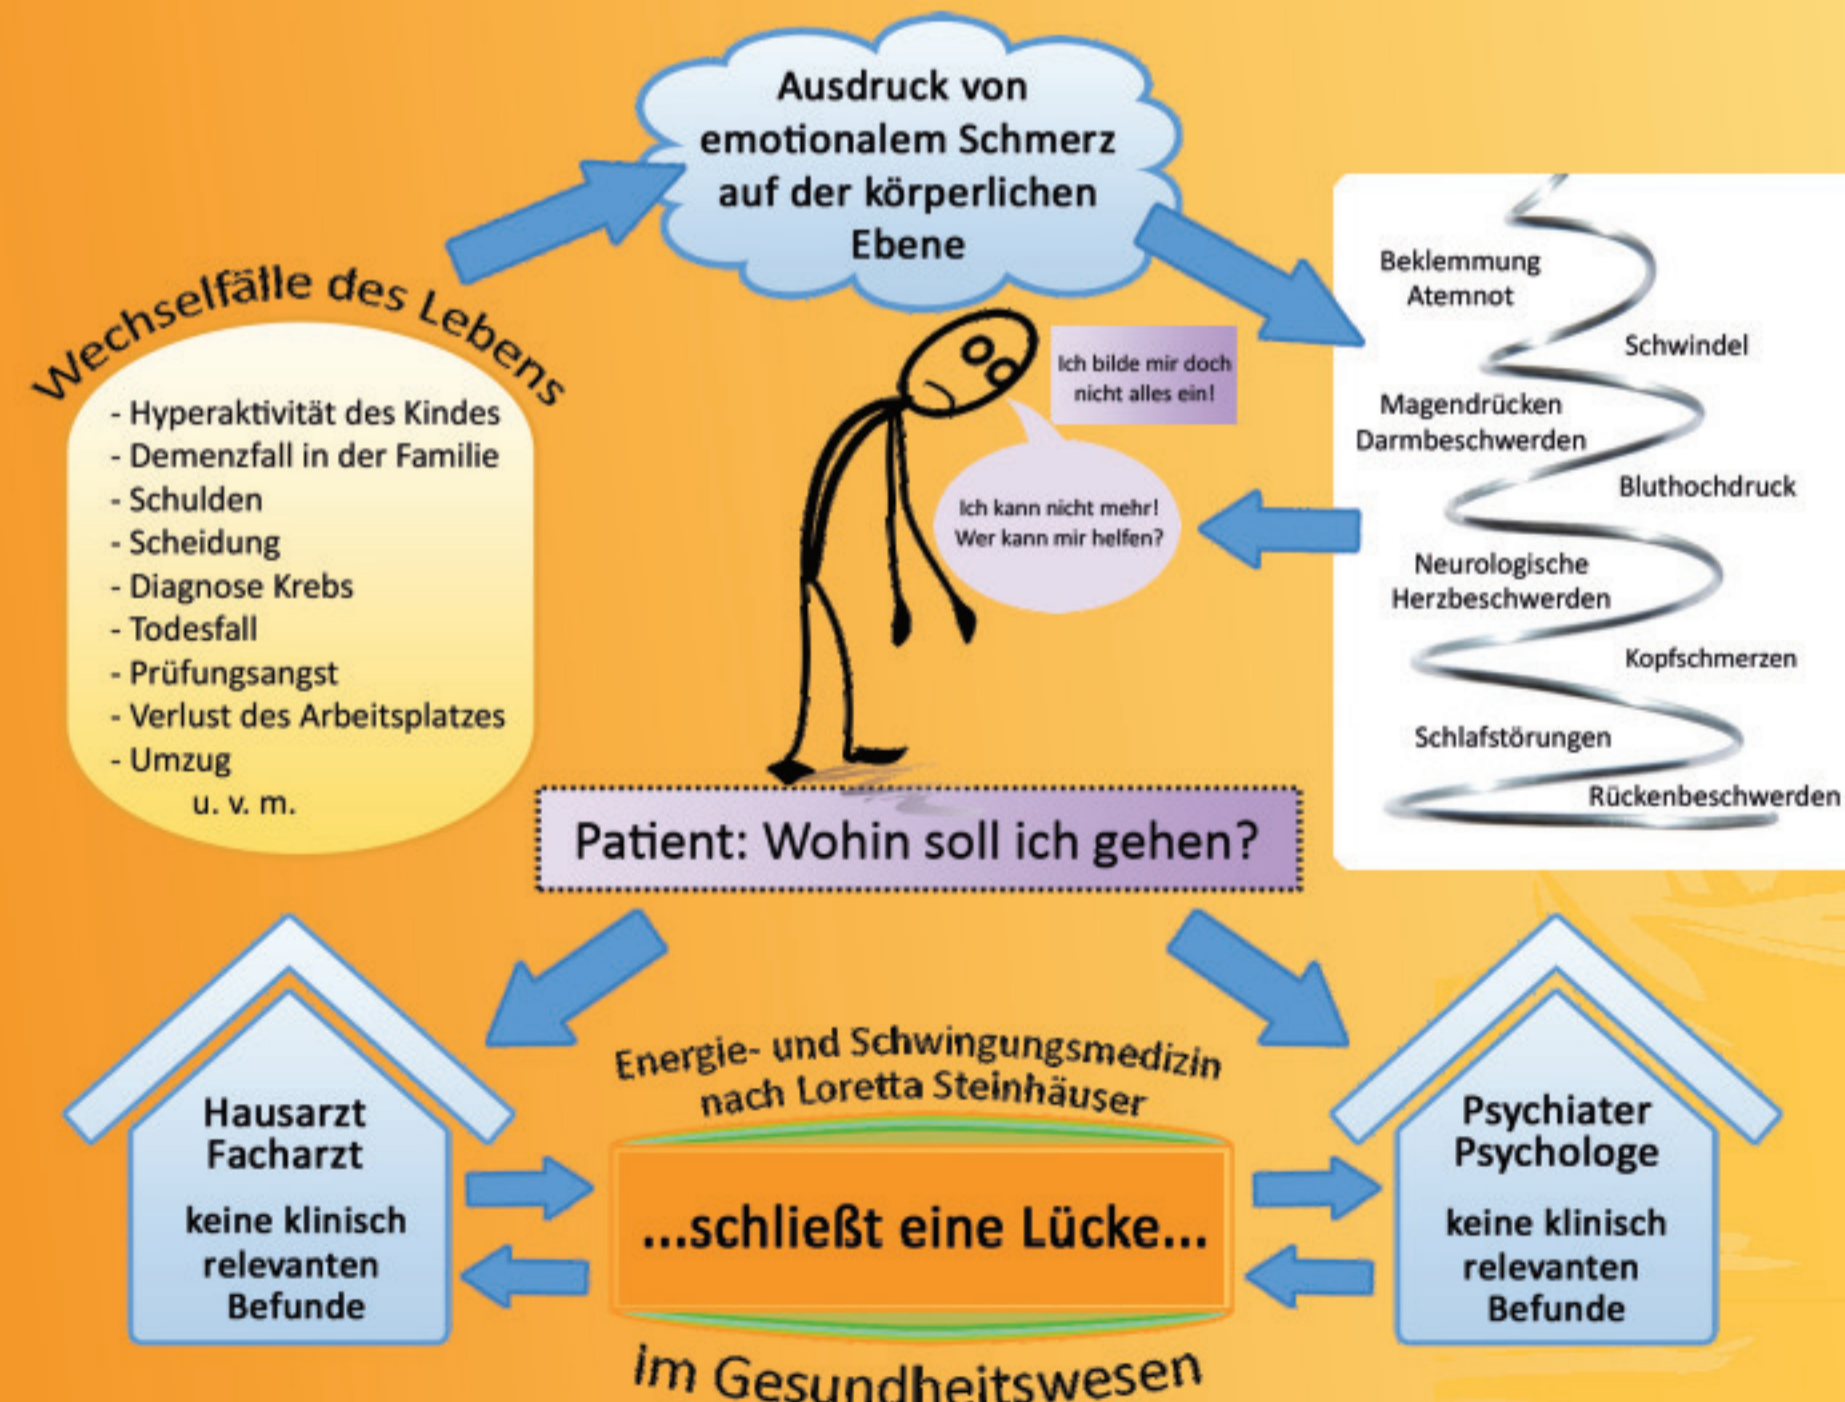 Ausdruck von
emotionalem Schmerz
auf der körperlichen
Ebene
Wechselfälle des Lebens
- Hyperaktivität des Kindes
- Demenzfall in der Familie
- Schulden
- Scheidung
- Diagnose Krebs
- Todesfall
- Prüfungsangst
- Verlust des Arbeitsplatzes
- Umzug
u. v. m.
Ich bilde mir doch
nicht alles ein!
Ich kann nicht mehr!
Wer kann mir helfen?
Beklemmung
Atemnot
Schwindel
Magendrücken
Darmbeschwerden
Bluthochdruck
Neurologische
Herzbeschwerden
Kopfschmerzen
Schlafstörungen
Rückenbeschwerden
Patient: Wohin soll ich gehen?
Hausarzt
Facharzt
keine klinisch
relevanten
Befunde
Energie- und Schwingungsmedizin
nach Loretta Steinhäuser
...schließt eine Lücke...
im Gesundheitswesen
Psychiater
Psychologe
keine klinisch
relevanten
Befunde